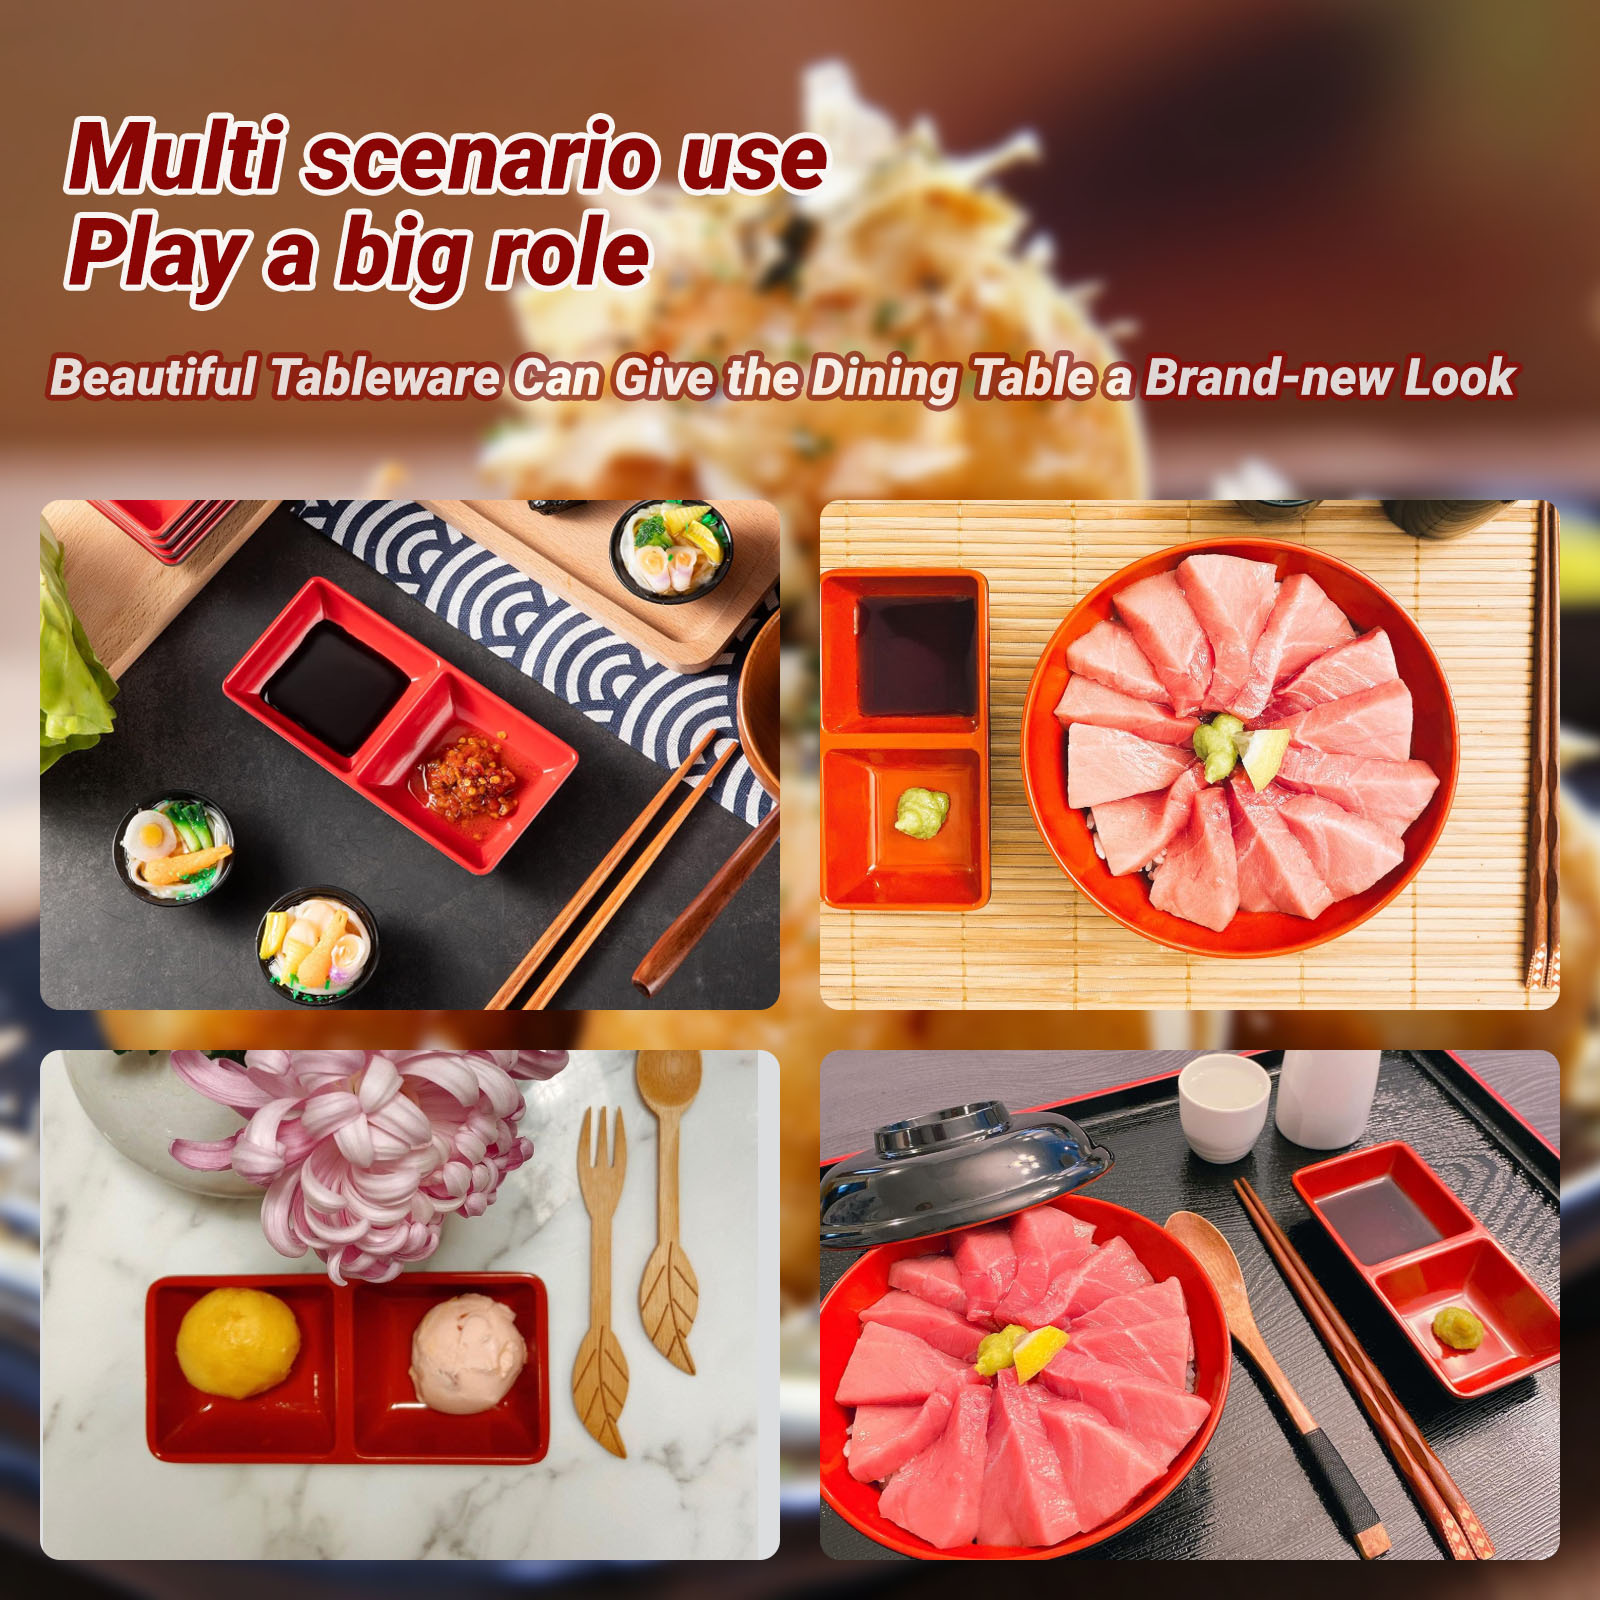 Multi scenario use
Play a big role
Beautiful Tableware Can Give the Dining Table a Brand-new Look